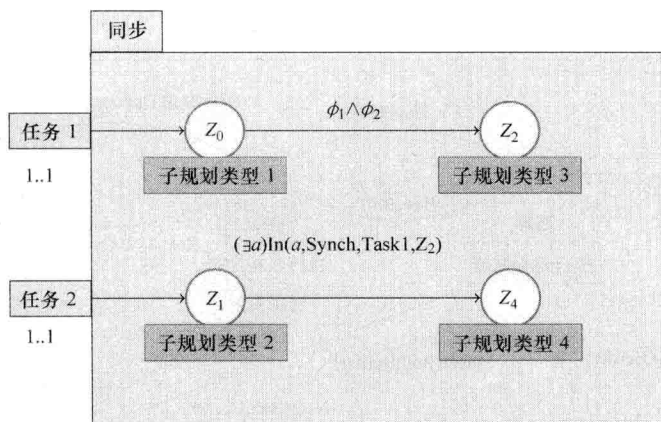 同步
ϕ₁∧ϕ₂
任务 1
Z₀
Z₂
1..1
子规划类型 1
子规划类型 3
(∃a)In(a,Synch,Task1,Z₂)
任务 2
Z₁
Z₄
1..1
子规划类型 2
子规划类型 4